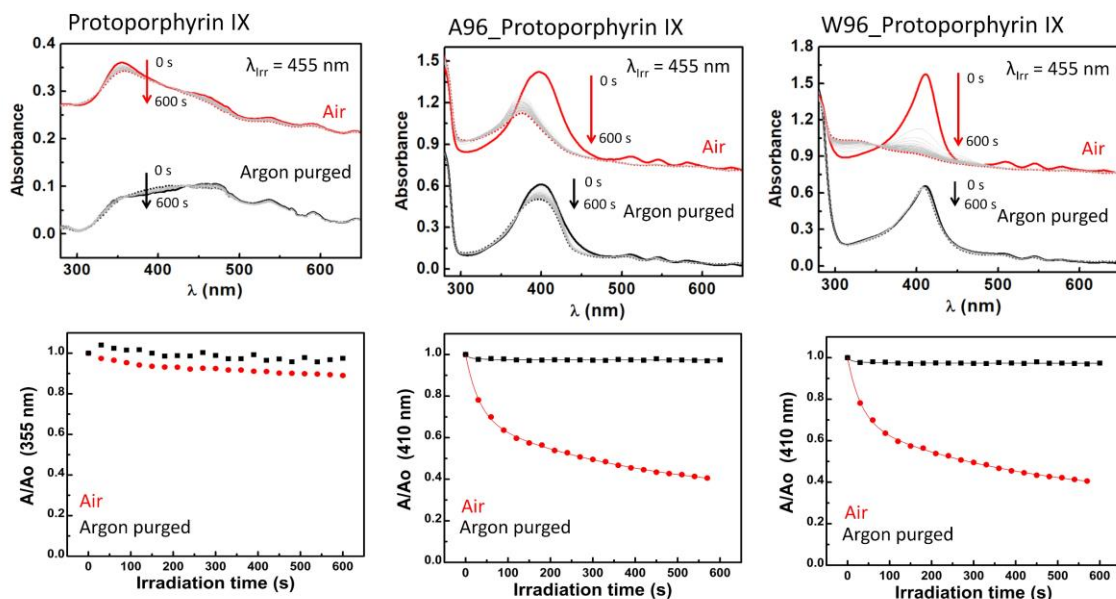 Protoporphyrin IX
0.4
0.3
0.2
0.1
0.0
Absorbance
0 s
600 s
λIrr = 455 nm
Air
0 s
600 s
Argon purged
300
400
500
600
λ (nm)
A96_Protoporphyrin IX
1.8
1.5
1.2
0.9
0.6
0.3
0.0
Absorbance
λIrr = 455 nm
0 s
600 s
Air
0 s
600 s
Argon purged
300
400
500
600
λ (nm)
W96_Protoporphyrin IX
1.8
1.5
1.2
0.9
0.6
0.3
0.0
Absorbance
λIrr = 455 nm
0 s
600 s
Air
0 s
600 s
Argon purged
300
400
500
600
λ (nm)
1.0
0.8
0.6
0.4
0.2
0.0
A/Ao (355 nm)
Air
Argon purged
0 100 200 300 400 500 600
Irradiation time (s)
1.0
0.8
0.6
0.4
0.2
0.0
A/Ao (410 nm)
Air
Argon purged
0 100 200 300 400 500 600
Irradiation time (s)
1.0
0.8
0.6
0.4
0.2
0.0
A/Ao (410 nm)
Air
Argon purged
0 100 200 300 400 500 600
Irradiation time (s)